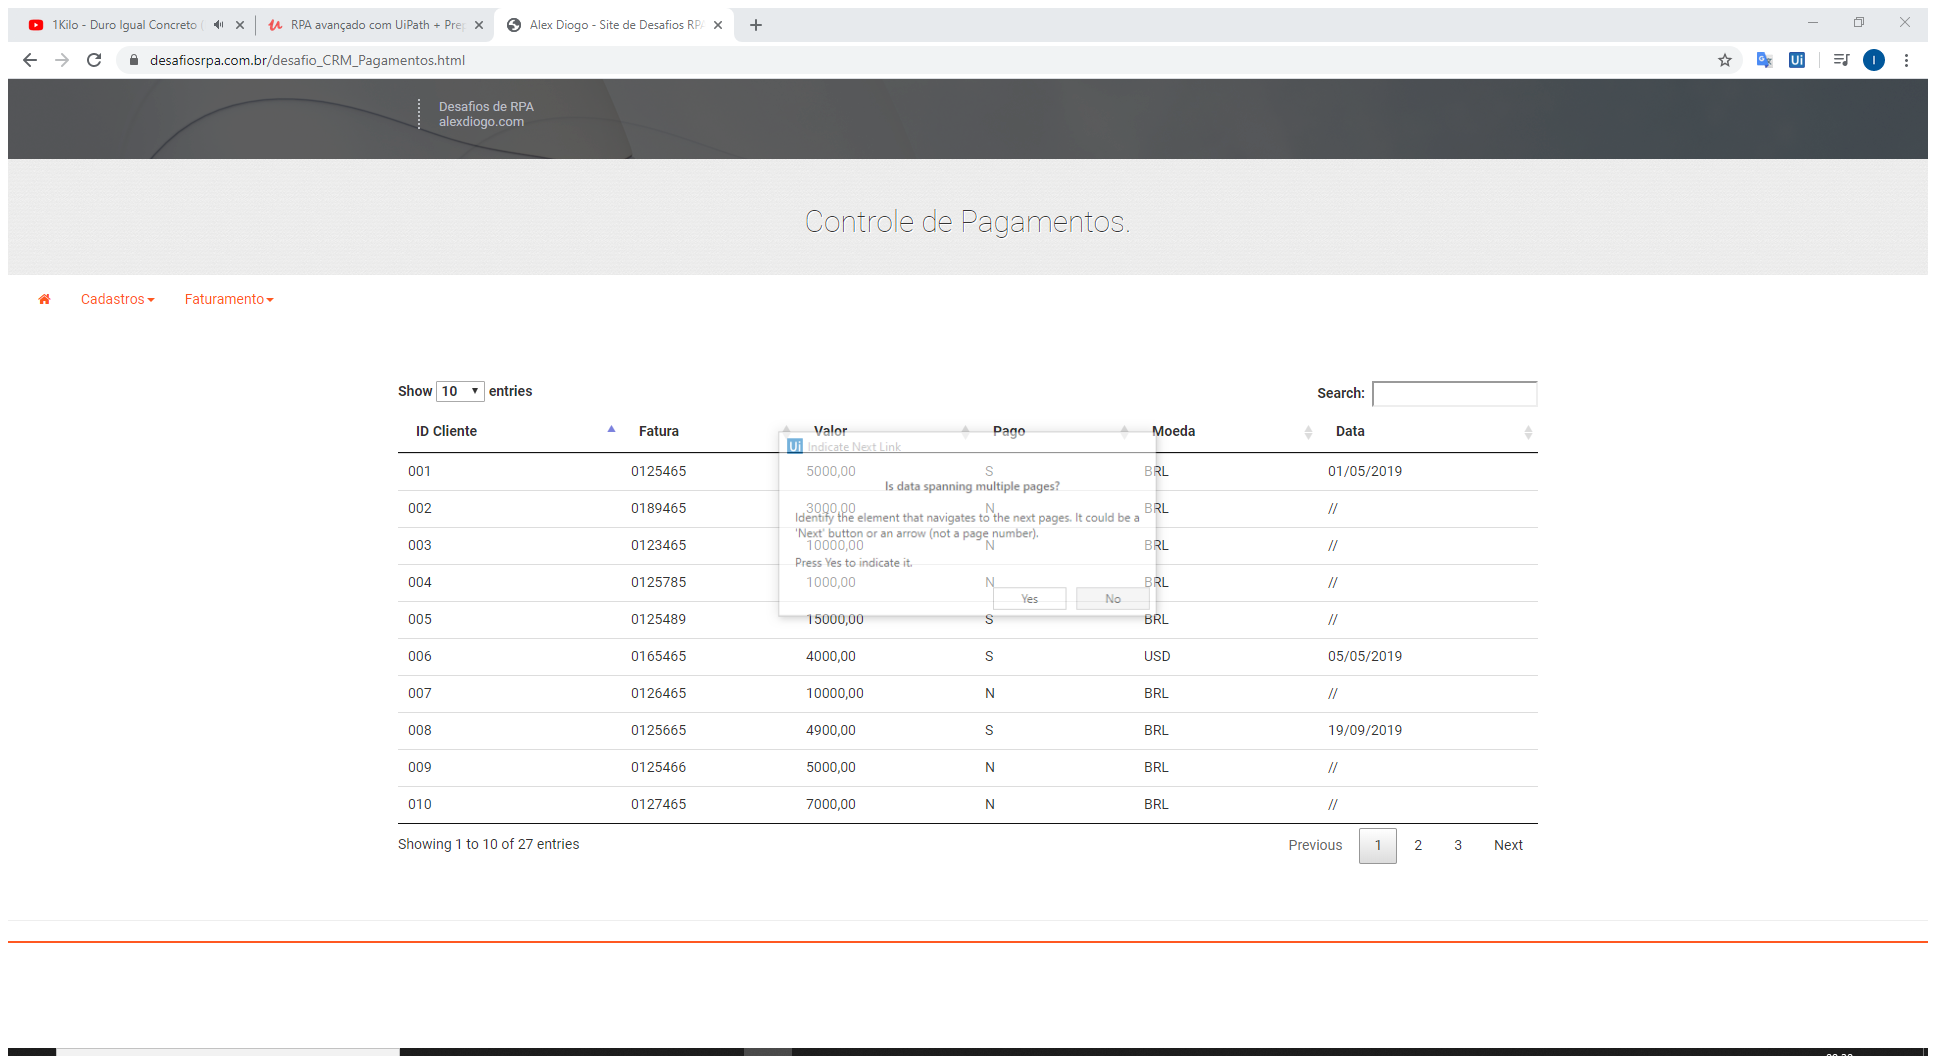 1Kilo - Duro Igual Concreto
RPA avançado com UiPath + Prep
Alex Diogo - Site de Desafios RPA
desafiosrpa.com.br/desafio_CRM_Pagamentos.html
Ui
I
Desafios de RPA
alexdiogo.com
Controle de Pagamentos.
Cadastros
Faturamento
Show 10 entries
Search:
ID Cliente Fatura Valor Pago Moeda Data
Ui Indicate Next Link
Is data spanning multiple pages?
Identify the element that navigates to the next pages. It could be a
'Next' button or an arrow (not a page number).
Press Yes to indicate it.
Yes No
001 0125465 5000,00 S BRL 01/05/2019
002 0189465 3000,00 N BRL //
003 0123465 10000,00 N BRL //
004 0125785 1000,00 N BRL //
005 0125489 15000,00 S BRL //
006 0165465 4000,00 S USD 05/05/2019
007 0126465 10000,00 N BRL //
008 0125665 4900,00 S BRL 19/09/2019
009 0125466 5000,00 N BRL //
010 0127465 7000,00 N BRL //
Showing 1 to 10 of 27 entries
Previous 1 2 3 Next